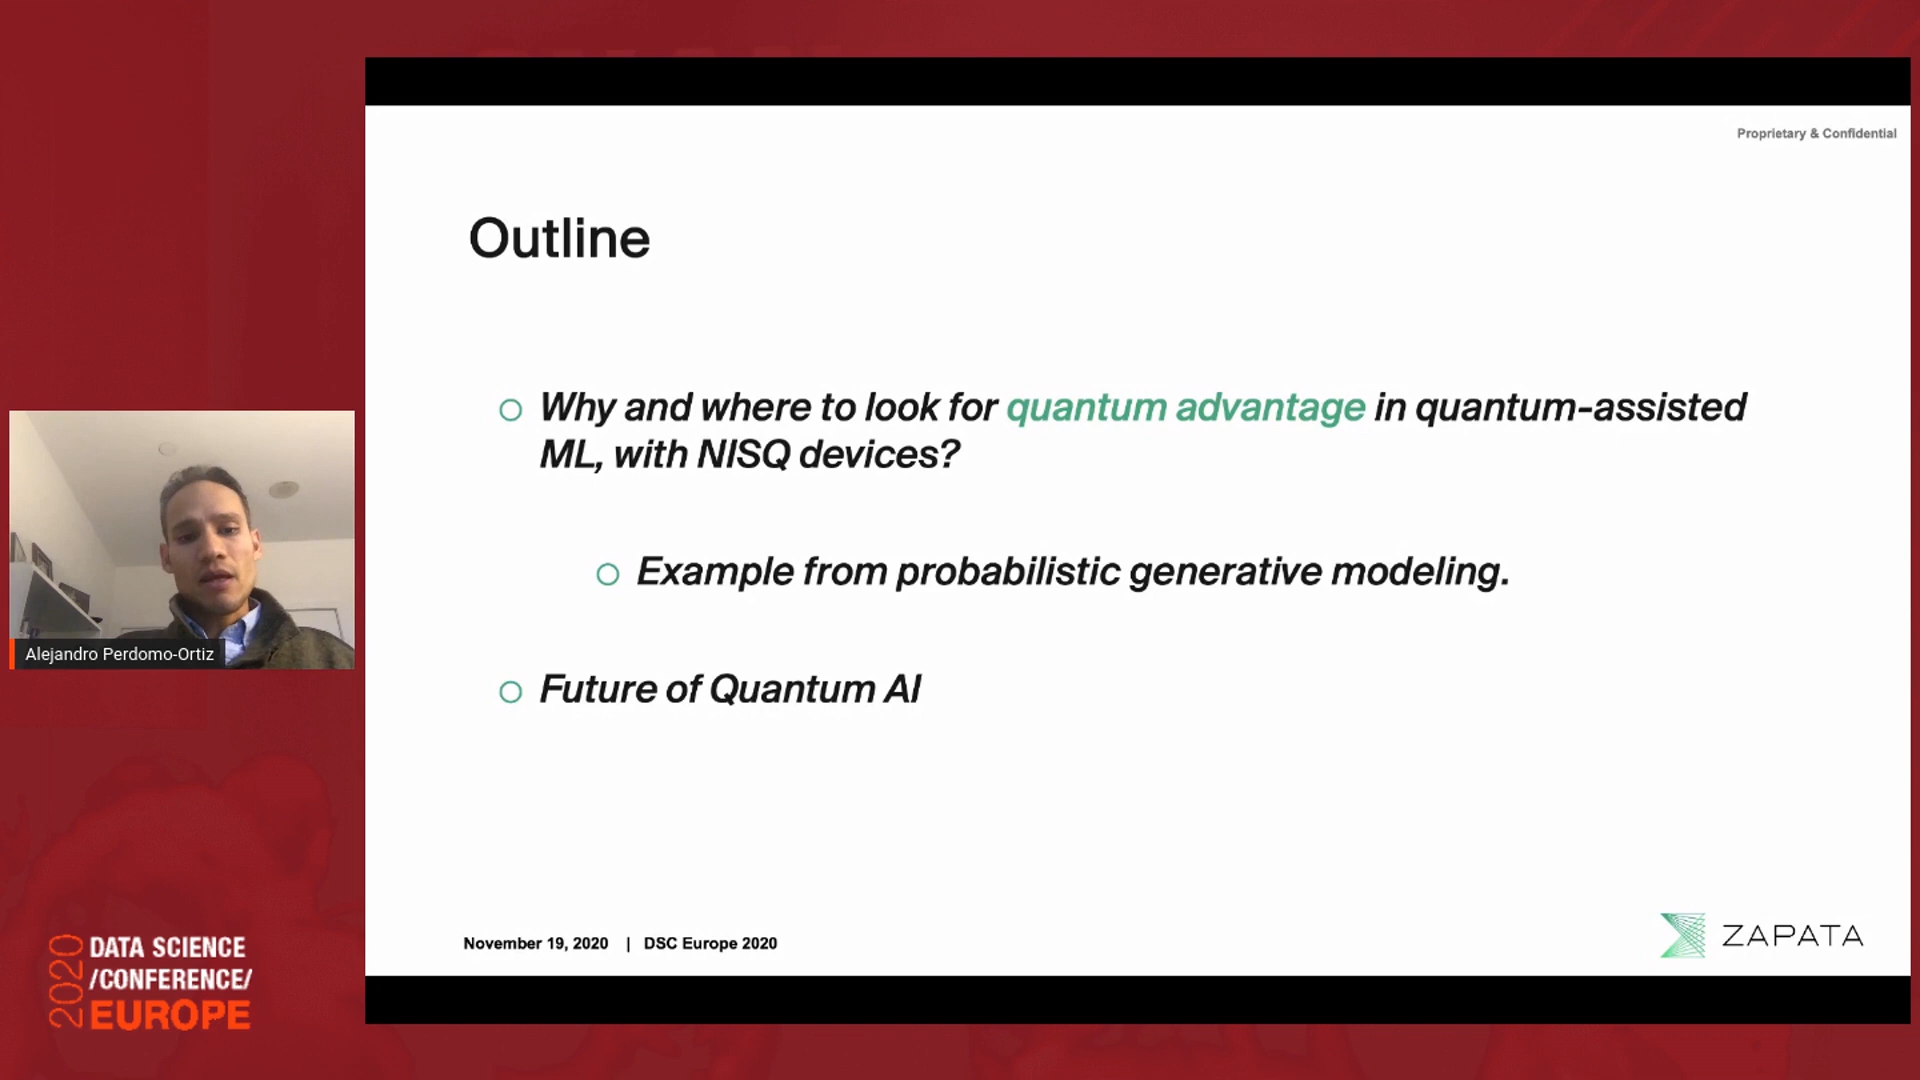 Proprietary & Confidential
Outline
Why and where to look for quantum advantage in quantum-assisted
ML, with NISQ devices?
Example from probabilistic generative modeling.
Future of Quantum AI
Alejandro Perdomo-Ortiz
November 19, 2020 | DSC Europe 2020
ZAPATA
2020
DATA SCIENCE
/CONFERENCE/
EUROPE